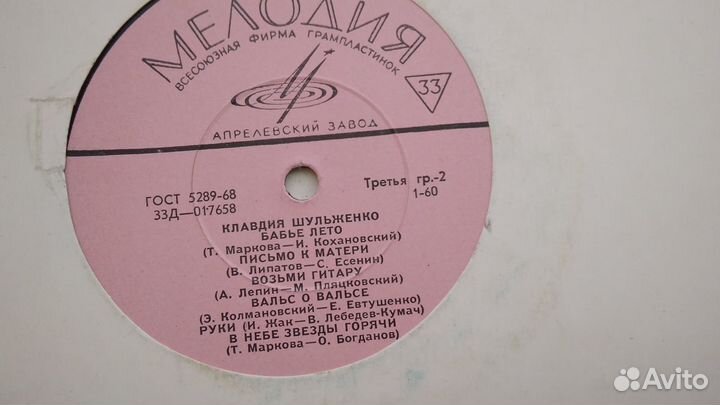 МЕЛОДИЯ
ВСЕСОЮЗНАЯ ФИРМА ГРАМПЛАСТИНОК
33
АПРЕЛЕВСКИЙ ЗАВОД
ГОСТ 5289-68
33Д—017658
Третья гр.-2
1-60
КЛАВДИЯ ШУЛЬЖЕНКО
БАБЬЕ ЛЕТО
(Т. Маркова—И. Кохановский)
ПИСЬМО К МАТЕРИ
(В. Липатов—С. Есенин)
ВОЗЬМИ ГИТАРУ
(А. Лепин—М. Пляцковский)
ВАЛЬС О ВАЛЬСЕ
(Э. Колмановский—Е. Евтушенко)
РУКИ (И. Жак—В. Лебедев-Кумач)
В НЕБЕ ЗВЕЗДЫ ГОРЯЧИ
(Т. Маркова—О. Богданов)
Avito